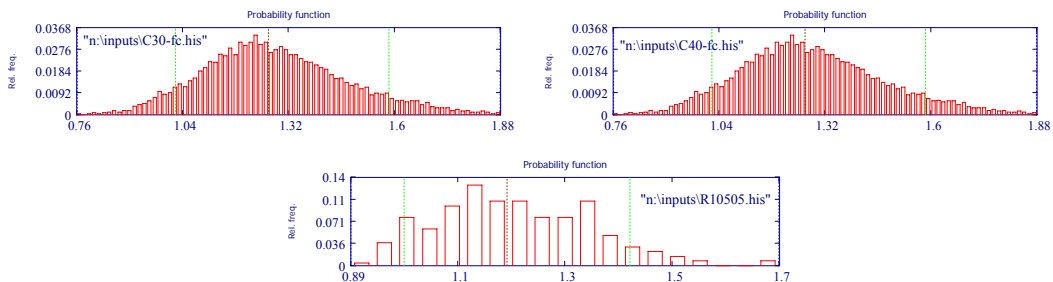 Probability function
0.0368
0.0276
0.0184
0.0092
0
Rel. freq.
"n:\inputs\C30-fc.his"
0.76 1.04 1.32 1.6 1.88
Probability function
0.0368
0.0276
0.0184
0.0092
0
Rel. freq.
"n:\inputs\C40-fc.his"
0.76 1.04 1.32 1.6 1.88
Probability function
0.14
0.11
0.071
0.036
0
Rel. freq.
"n:\inputs\R10505.his"
0.89 1.1 1.3 1.5 1.7